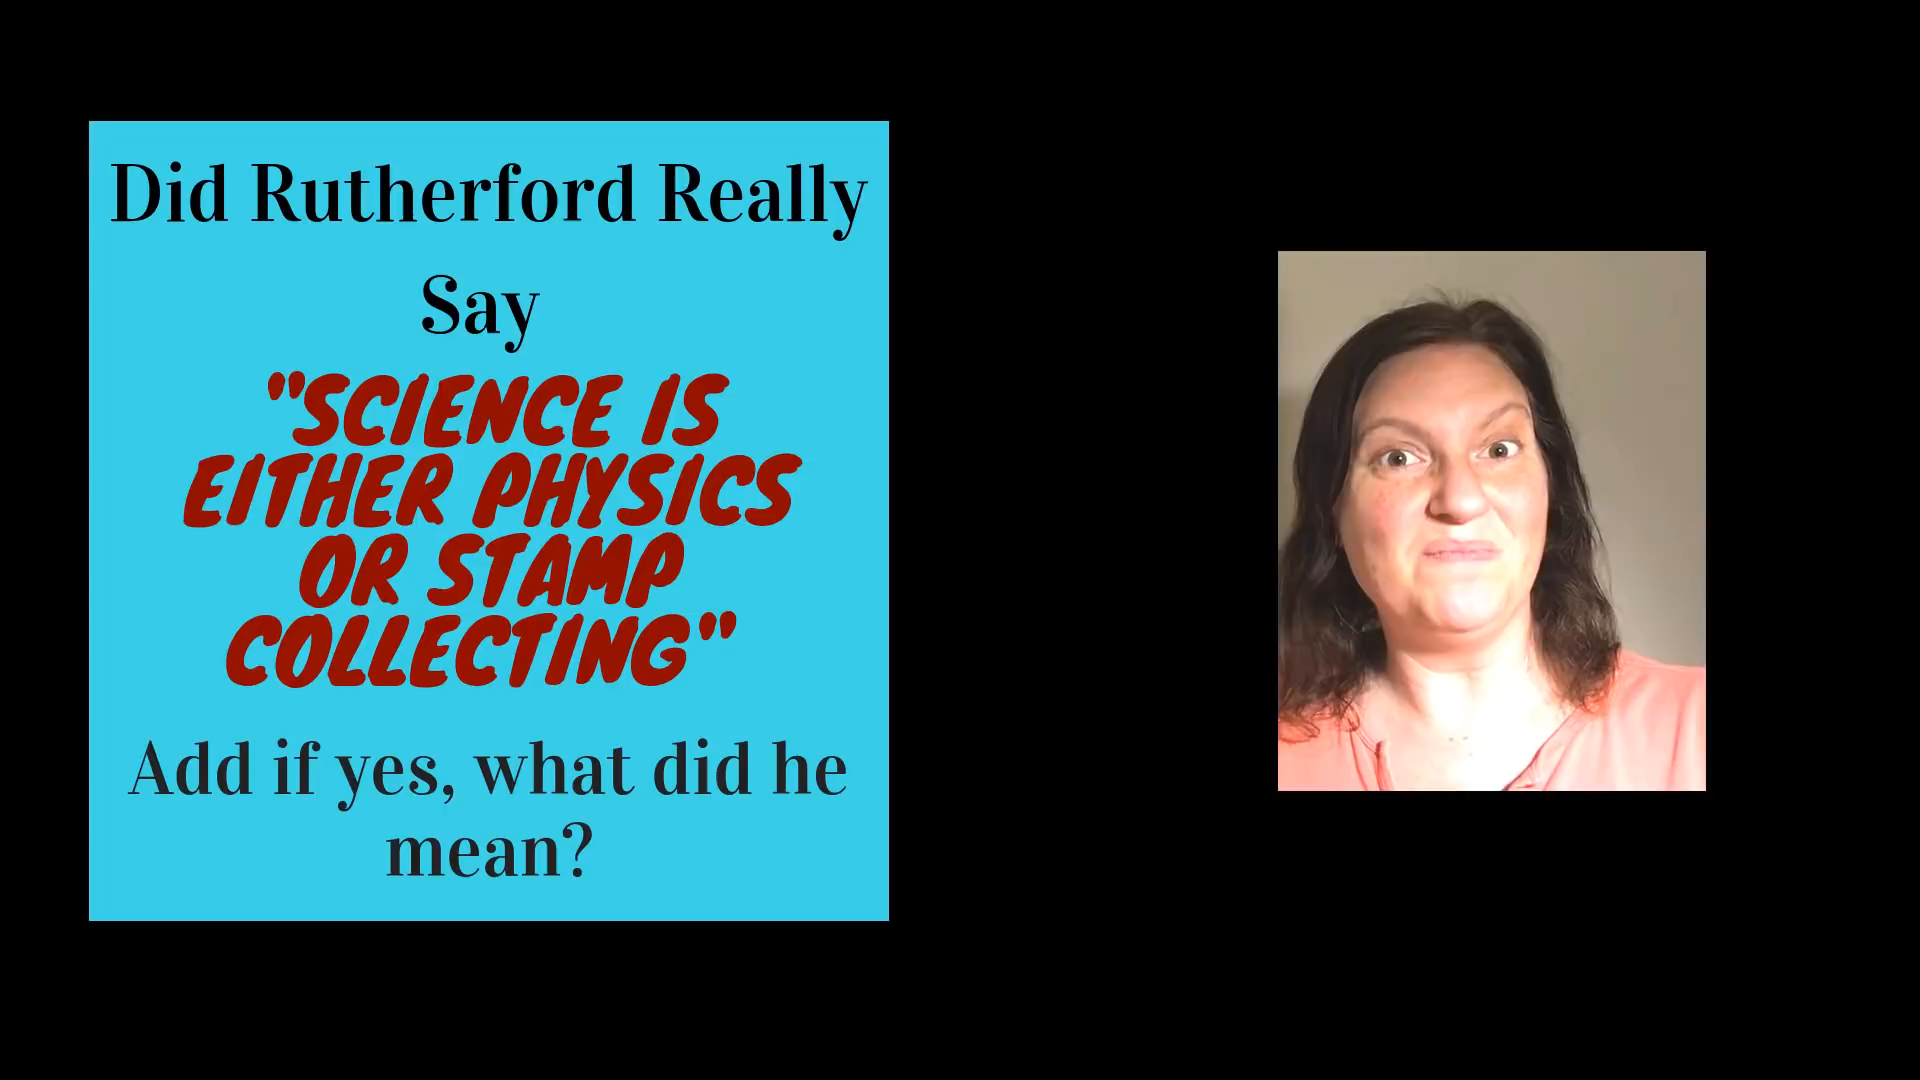 Did Rutherford Really
Say
"SCIENCE IS
EITHER PHYSICS
OR STAMP
COLLECTING"
Add if yes, what did he
mean?